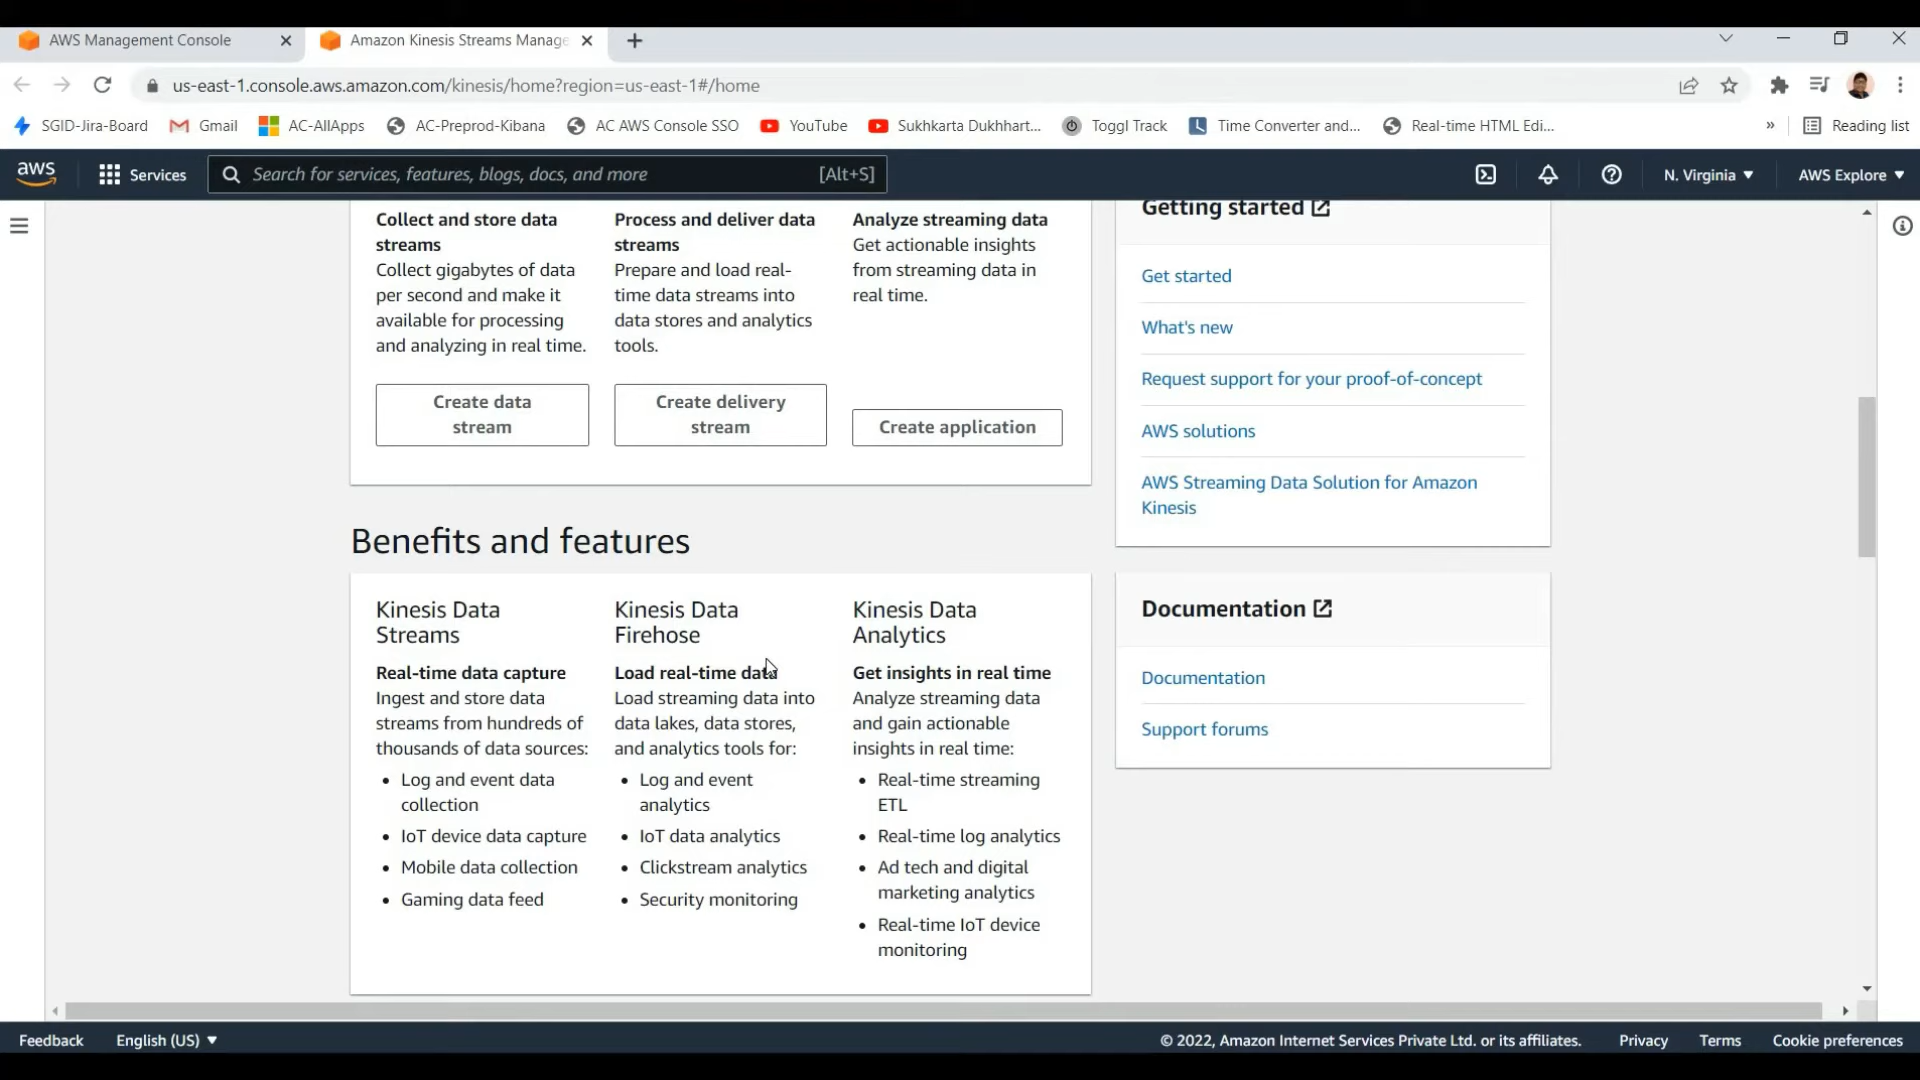 AWS Management Console
Amazon Kinesis Streams Manage
us-east-1.console.aws.amazon.com/kinesis/home?region=us-east-1#/home
SGID-Jira-Board
Gmail
AC-AllApps
AC-Preprod-Kibana
AC AWS Console SSO
YouTube
Sukhkarta Dukhhart...
Toggl Track
Time Converter and...
Real-time HTML Edi...
»
Reading list
aws
Services
Search for services, features, blogs, docs, and more
[Alt+S]
N. Virginia
AWS Explore
Collect and store data
streams
Collect gigabytes of data
per second and make it
available for processing
and analyzing in real time.
Create data
stream
Process and deliver data
streams
Prepare and load real-
time data streams into
data stores and analytics
tools.
Create delivery
stream
Analyze streaming data
Get actionable insights
from streaming data in
real time.
Create application
Getting started
Get started
What's new
Request support for your proof-of-concept
AWS solutions
AWS Streaming Data Solution for Amazon
Kinesis
Benefits and features
Kinesis Data
Streams
Real-time data capture
Ingest and store data
streams from hundreds of
thousands of data sources:
• Log and event data
collection
• IoT device data capture
• Mobile data collection
• Gaming data feed
Kinesis Data
Firehose
Load real-time data
Load streaming data into
data lakes, data stores,
and analytics tools for:
• Log and event
analytics
• IoT data analytics
• Clickstream analytics
• Security monitoring
Kinesis Data
Analytics
Get insights in real time
Analyze streaming data
and gain actionable
insights in real time:
• Real-time streaming
ETL
• Real-time log analytics
• Ad tech and digital
marketing analytics
• Real-time IoT device
monitoring
Documentation
Documentation
Support forums
Feedback
English (US)
© 2022, Amazon Internet Services Private Ltd. or its affiliates.
Privacy
Terms
Cookie preferences